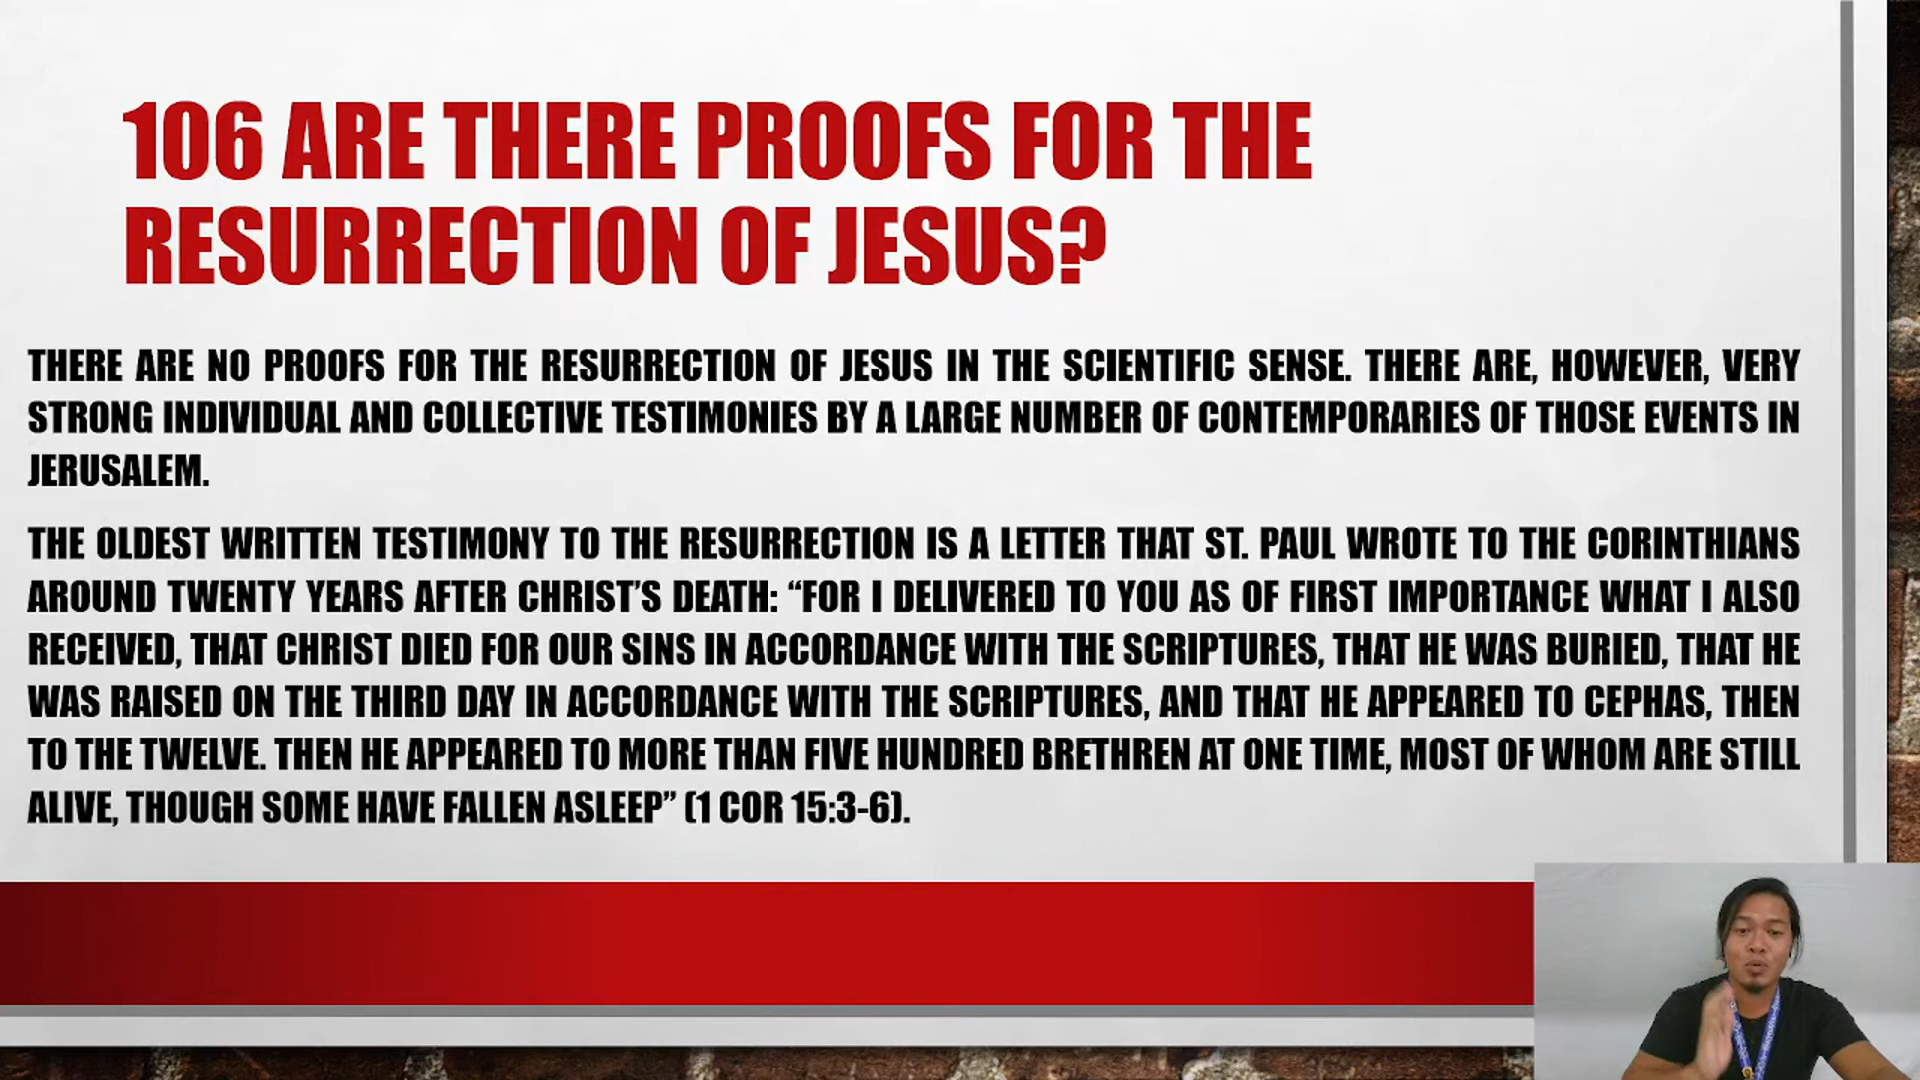 106 ARE THERE PROOFS FOR THE
RESURRECTION OF JESUS?
THERE ARE NO PROOFS FOR THE RESURRECTION OF JESUS IN THE SCIENTIFIC SENSE. THERE ARE, HOWEVER, VERY
STRONG INDIVIDUAL AND COLLECTIVE TESTIMONIES BY A LARGE NUMBER OF CONTEMPORARIES OF THOSE EVENTS IN
JERUSALEM.
THE OLDEST WRITTEN TESTIMONY TO THE RESURRECTION IS A LETTER THAT ST. PAUL WROTE TO THE CORINTHIANS
AROUND TWENTY YEARS AFTER CHRIST’S DEATH: “FOR I DELIVERED TO YOU AS OF FIRST IMPORTANCE WHAT I ALSO
RECEIVED, THAT CHRIST DIED FOR OUR SINS IN ACCORDANCE WITH THE SCRIPTURES, THAT HE WAS BURIED, THAT HE
WAS RAISED ON THE THIRD DAY IN ACCORDANCE WITH THE SCRIPTURES, AND THAT HE APPEARED TO CEPHAS, THEN
TO THE TWELVE. THEN HE APPEARED TO MORE THAN FIVE HUNDRED BRETHREN AT ONE TIME, MOST OF WHOM ARE STILL
ALIVE, THOUGH SOME HAVE FALLEN ASLEEP” (1 COR 15:3-6).